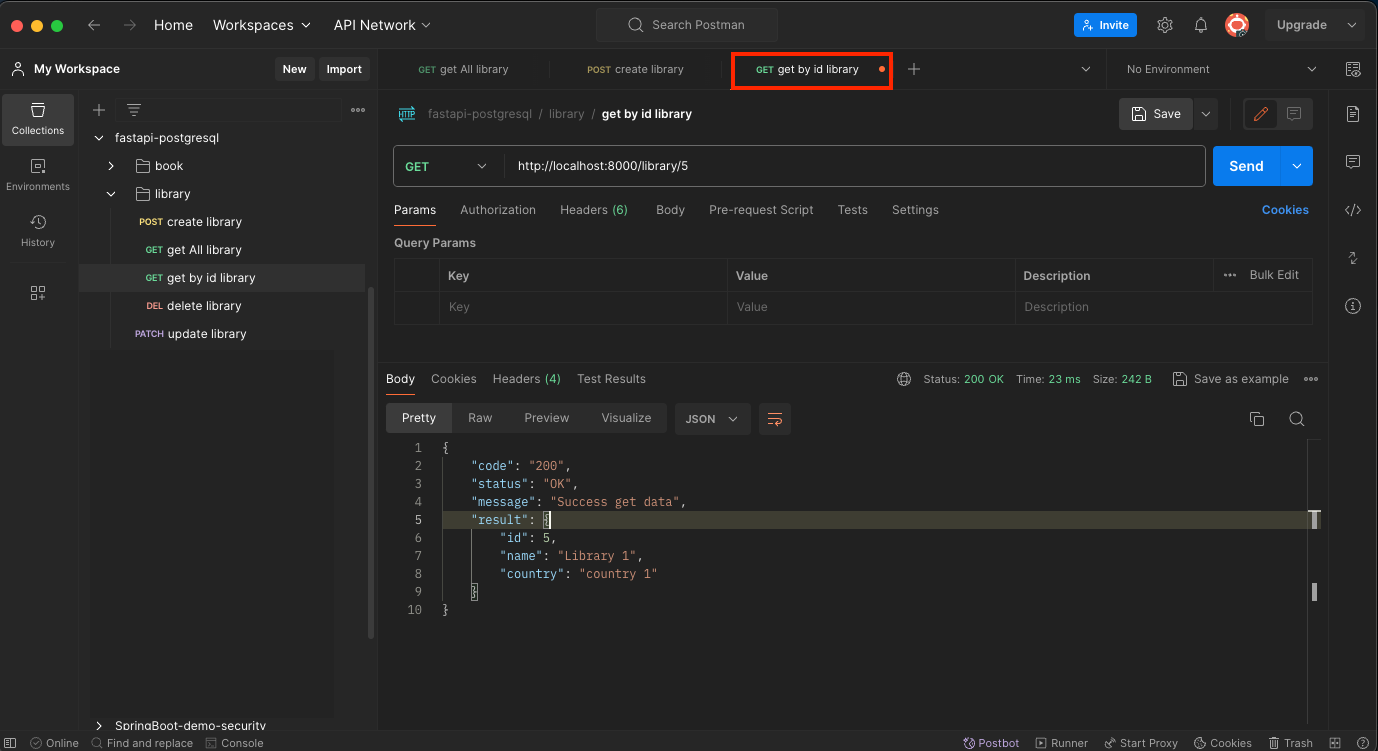 Home Workspaces API Network Search Postman Invite Upgrade
My Workspace New Import GET get All library POST create library GET get by id library No Environment
Collections
Environments
History
fastapi-postgresql
book
library
POST create library
GET get All library
GET get by id library
DEL delete library
PATCH update library
SpringBoot-demo-security
HTTP fastapi-postgresql / library / get by id library Save
GET http://localhost:8000/library/5 Send
Params Authorization Headers (6) Body Pre-request Script Tests Settings Cookies
Query Params
Key Value Description Bulk Edit
Key Value Description
Body Cookies Headers (4) Test Results Status: 200 OK Time: 23 ms Size: 242 B Save as example
Pretty Raw Preview Visualize JSON
1 {
2 "code": "200",
3 "status": "OK",
4 "message": "Success get data",
5 "result": {
6 "id": 5,
7 "name": "Library 1",
8 "country": "country 1"
9 }
10 }
Online Find and replace Console Postbot Runner Start Proxy Cookies Trash